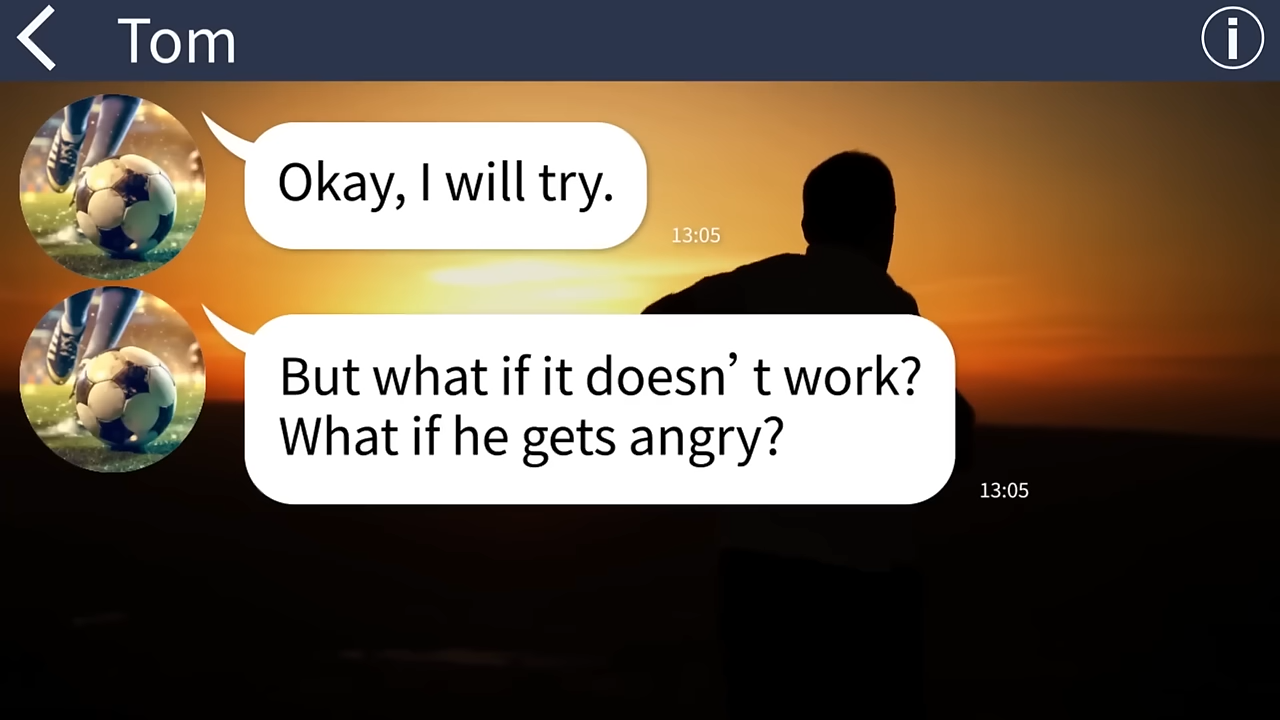 Tom
Okay, I will try.
13:05
But what if it doesn’ t work?
What if he gets angry?
13:05